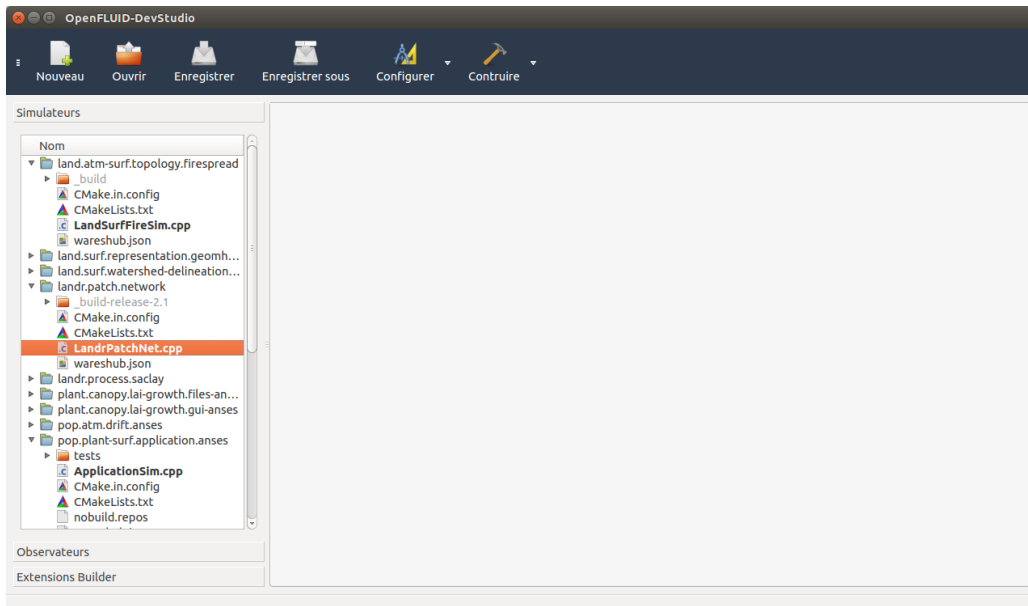 OpenFLUID-DevStudio
Nouveau Ouvrir Enregistrer Enregistrer sous Configurer Contruire
Simulateurs
Nom
land.atm-surf.topology.firespread
_build
CMake.in.config
CMakeLists.txt
LandSurfFireSim.cpp
wareshub.json
land.surf.representation.geomh...
land.surf.watershed-delineation...
landr.patch.network
_build-release-2.1
CMake.in.config
CMakeLists.txt
LandrPatchNet.cpp
wareshub.json
landr.process.saclay
plant.canopy.lai-growth.files-an...
plant.canopy.lai-growth.gui-anses
pop.atm.drift.anses
pop.plant-surf.application.anses
tests
ApplicationSim.cpp
CMake.in.config
CMakeLists.txt
nobuild.repos
Observateurs
Extensions Builder